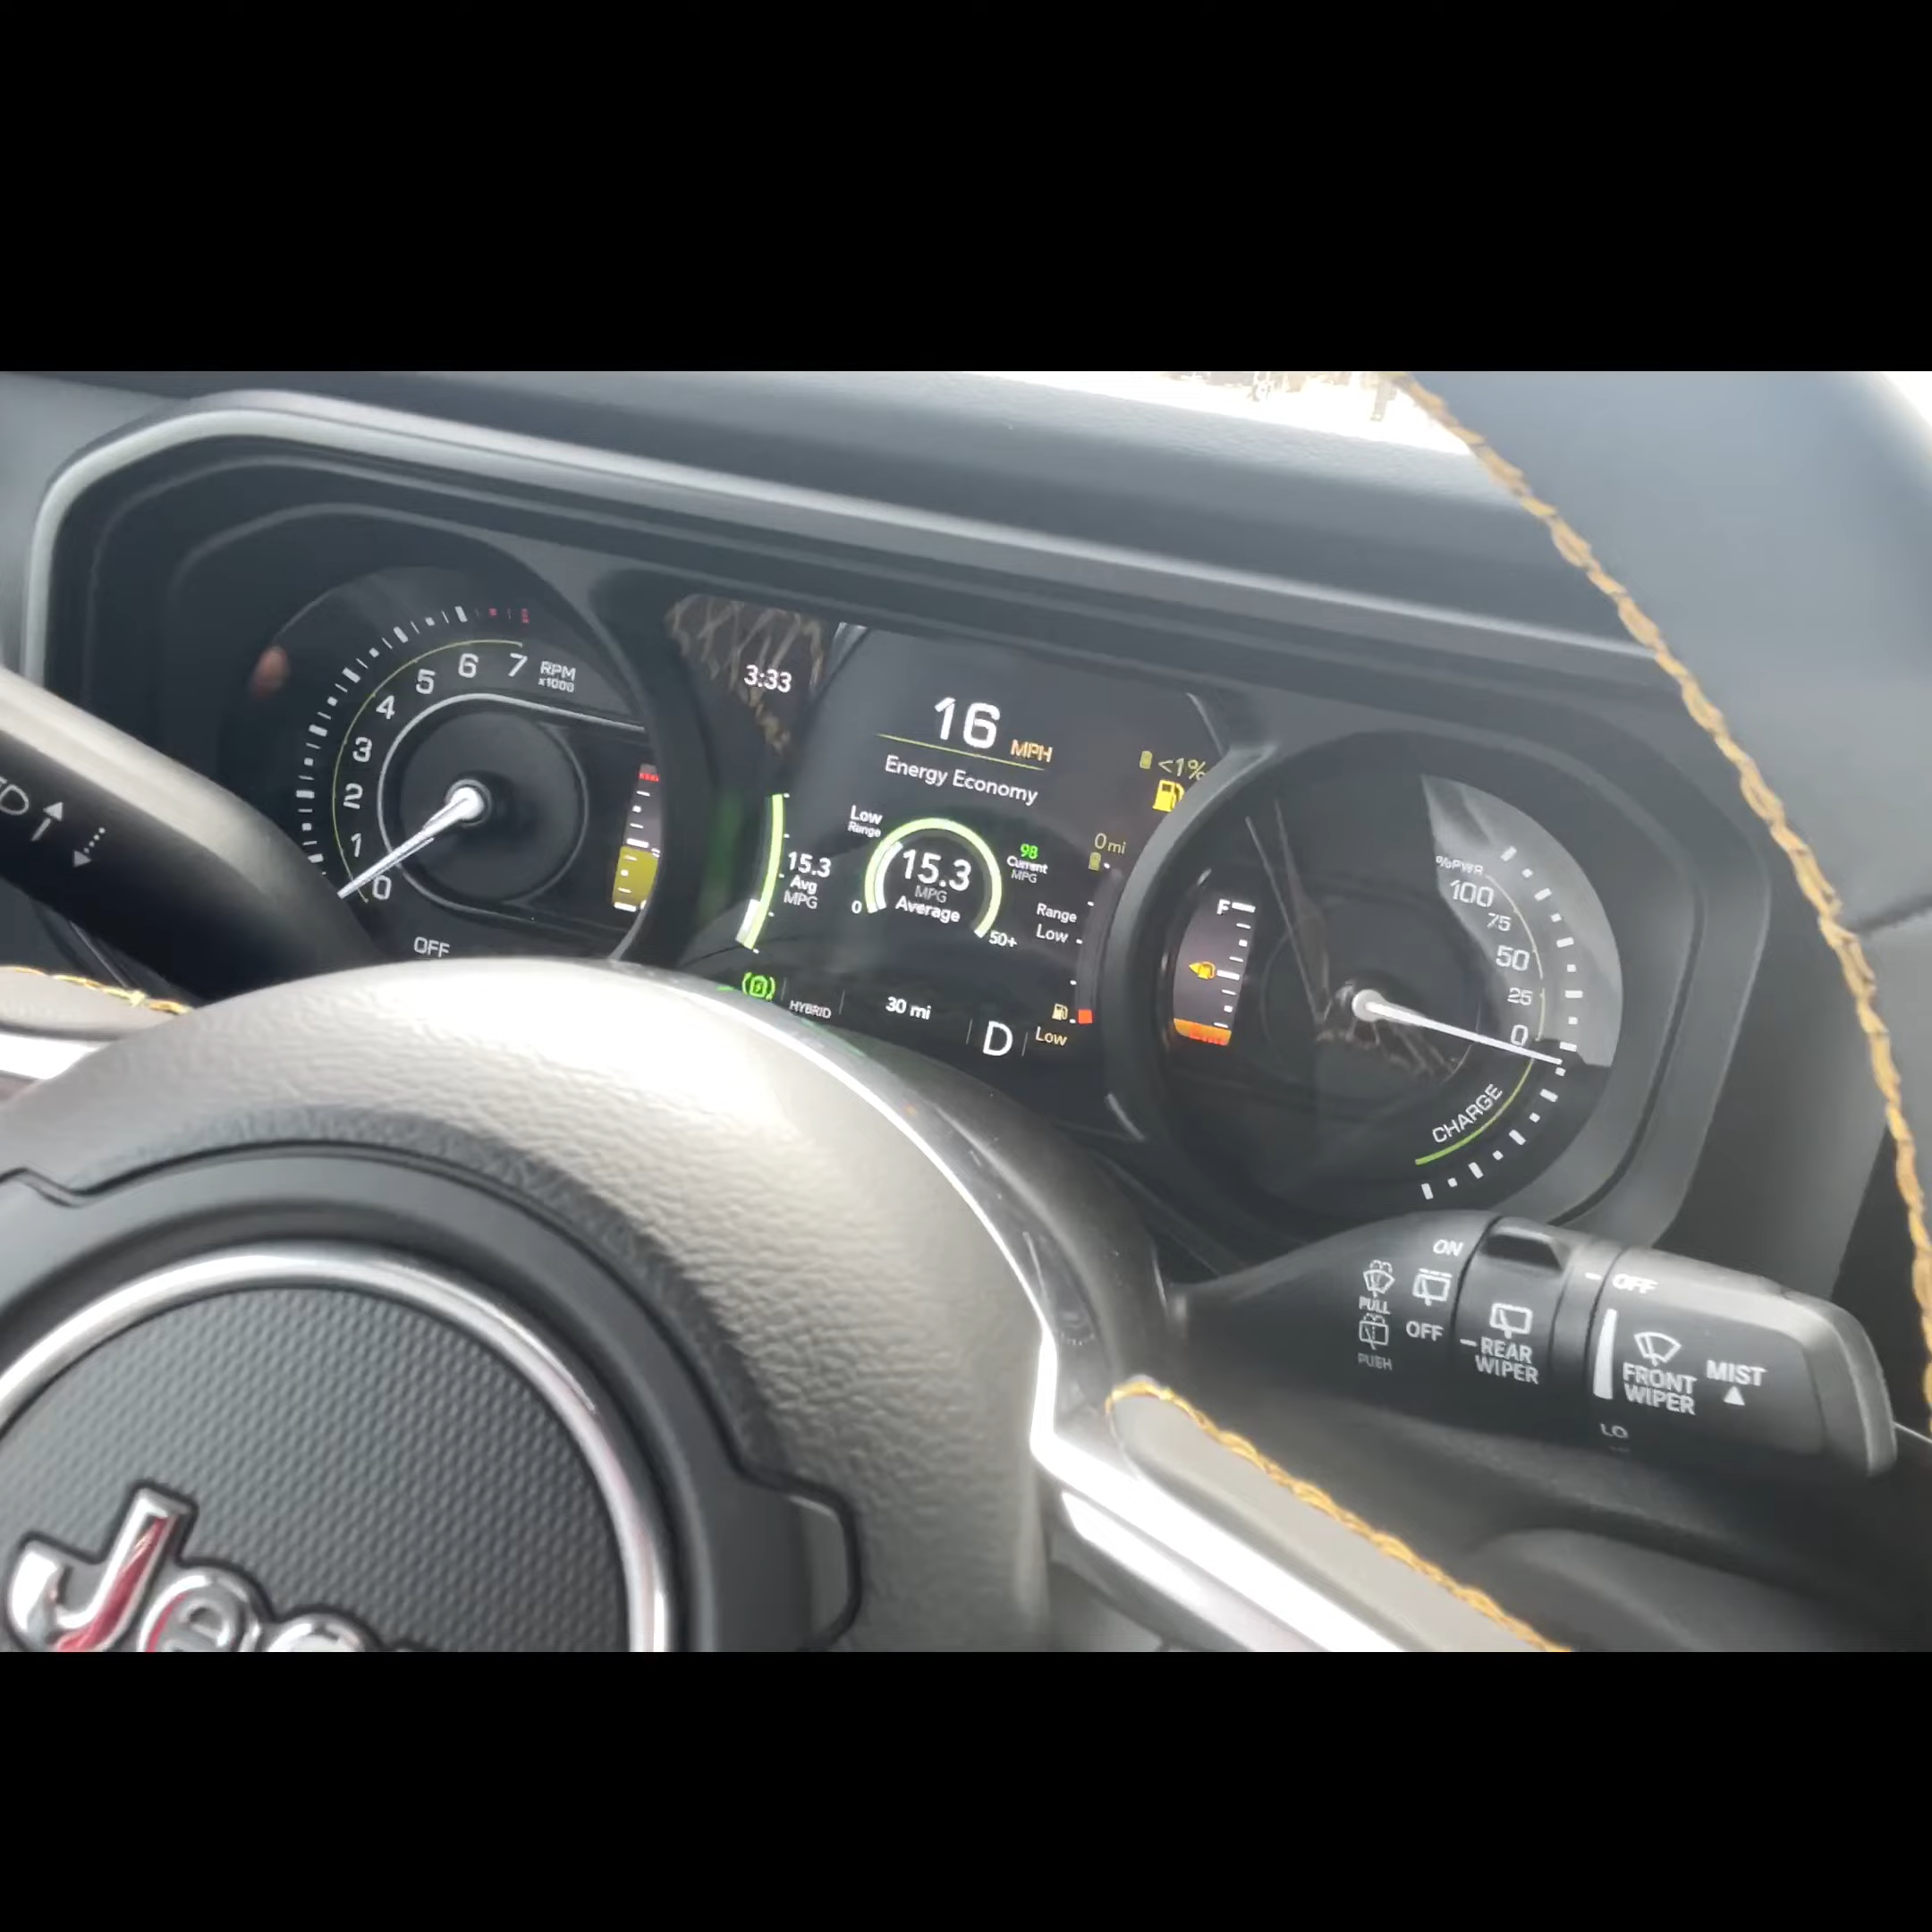 7
RPM
x1000
6
5
4
3
2
1
0
OFF
3:33
16 MPH
Energy Economy
<1%
Low
Range
15.3
Avg
MPG
15.3
MPG
Average
0
50+
98
Current
MPG
0 mi
Range
Low
HYBRID
30 mi
D
Low
F
%PWR
100
75
50
25
0
CHARGE
ON
OFF
PULL
PUSH
OFF
REAR
WIPER
FRONT
WIPER
MIST
LO